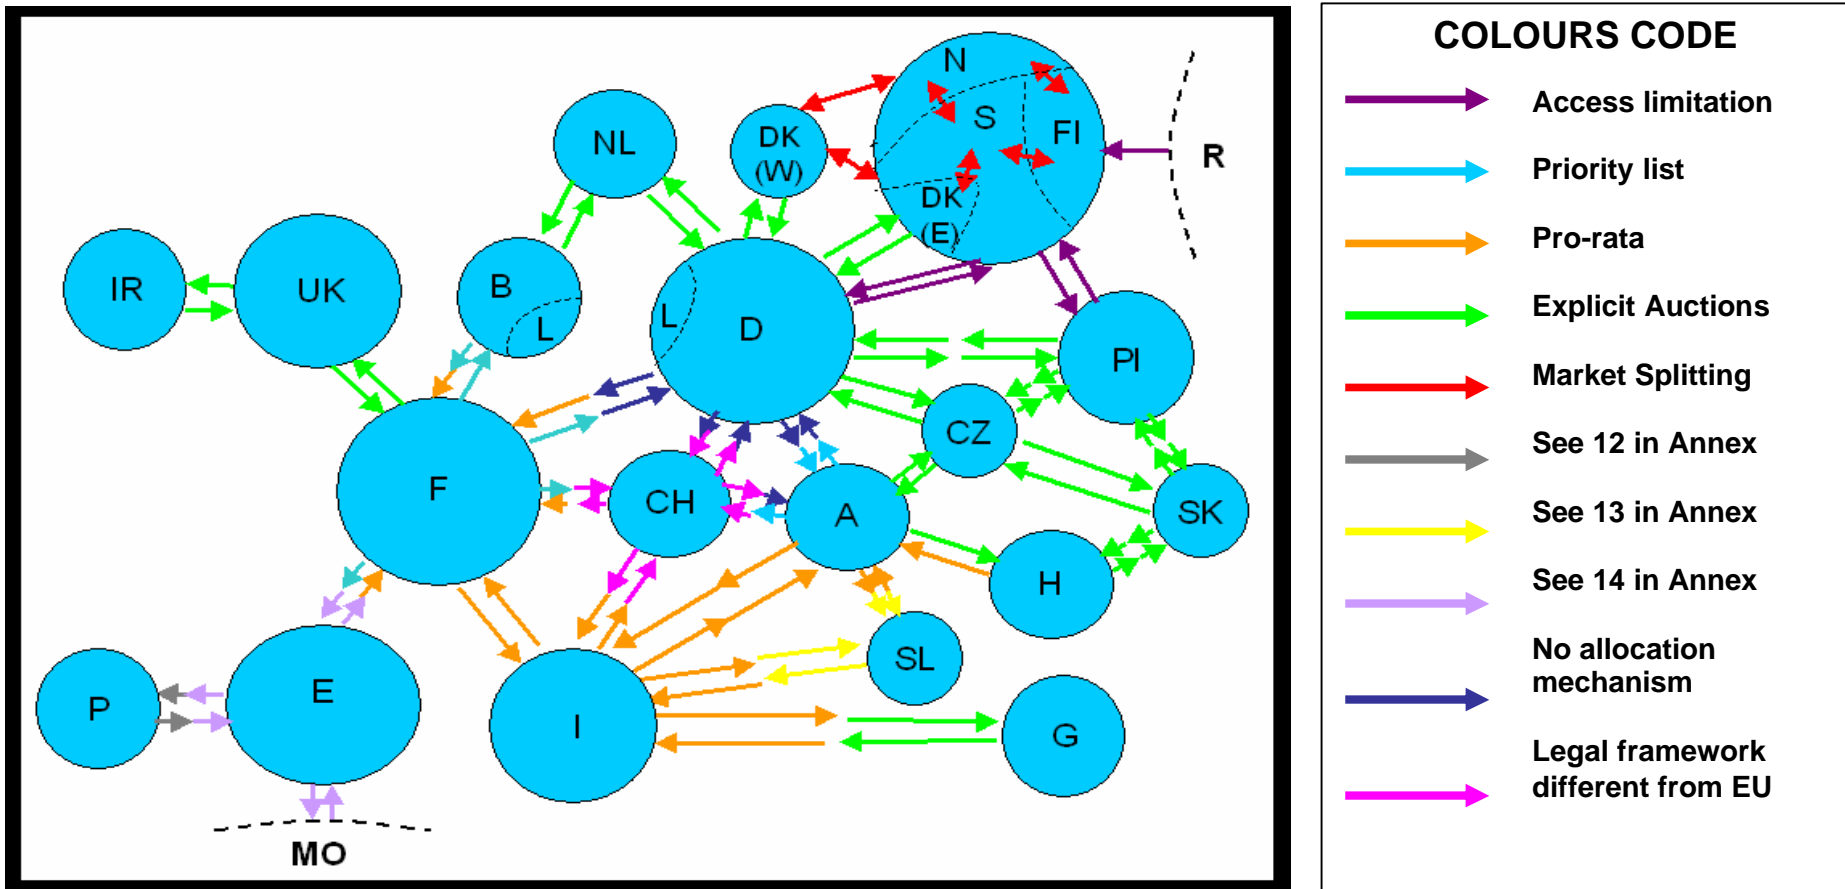 N
S
FI
DK
(E)
DK
(W)
NL
R
IR
UK
B
L
L
D
PI
CZ
F
CH
A
SK
H
P
E
I
SL
G
MO
COLOURS CODE
Access limitation
Priority list
Pro-rata
Explicit Auctions
Market Splitting
See 12 in Annex
See 13 in Annex
See 14 in Annex
No allocation
mechanism
Legal framework
different from EU